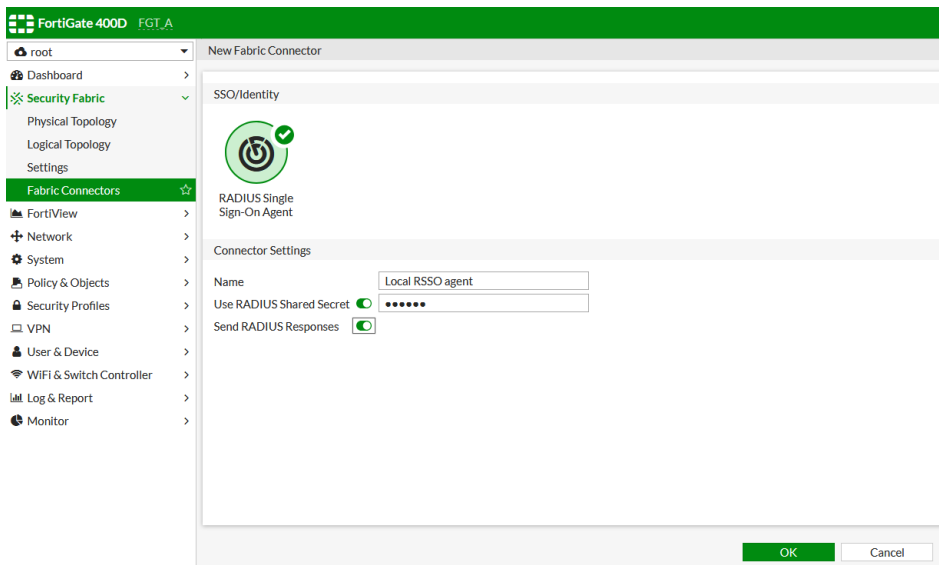 FortiGate 400D FGT_A
root
Dashboard
Security Fabric
Physical Topology
Logical Topology
Settings
Fabric Connectors
FortiView
Network
System
Policy & Objects
Security Profiles
VPN
User & Device
WiFi & Switch Controller
Log & Report
Monitor
New Fabric Connector
SSO/Identity
RADIUS Single
Sign-On Agent
Connector Settings
Name Local RSSO agent
Use RADIUS Shared Secret ●●●●●●
Send RADIUS Responses
OK Cancel